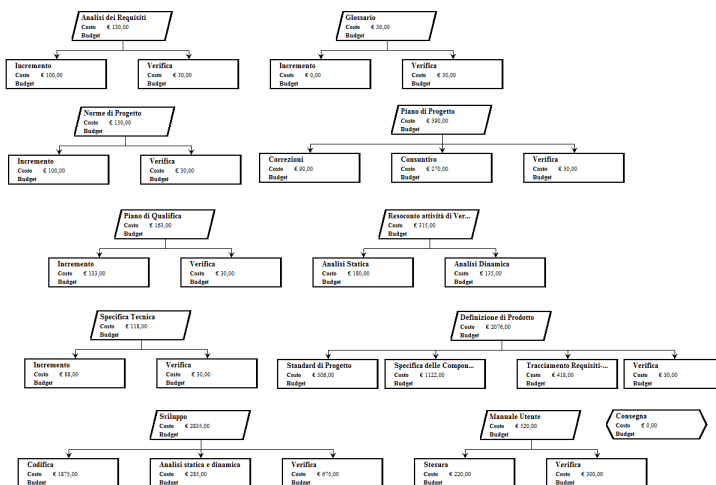 Analisi dei Requisiti
Costo € 130,00
Budget
Incremento
Costo € 100,00
Budget
Verifica
Costo € 30,00
Budget
Glossario
Costo € 30,00
Budget
Incremento
Costo € 0,00
Budget
Verifica
Costo € 30,00
Budget
Norme di Progetto
Costo € 130,00
Budget
Incremento
Costo € 100,00
Budget
Verifica
Costo € 30,00
Budget
Piano di Progetto
Costo € 390,00
Budget
Correzioni
Costo € 90,00
Budget
Consuntivo
Costo € 270,00
Budget
Verifica
Costo € 30,00
Budget
Piano di Qualifica
Costo € 163,00
Budget
Incremento
Costo € 133,00
Budget
Verifica
Costo € 30,00
Budget
Resoconto attività di Ver...
Costo € 315,00
Budget
Analisi Statica
Costo € 180,00
Budget
Analisi Dinamica
Costo € 135,00
Budget
Specifica Tecnica
Costo € 118,00
Budget
Incremento
Costo € 88,00
Budget
Verifica
Costo € 30,00
Budget
Definizione di Prodotto
Costo € 2076,00
Budget
Standard di Progetto
Costo € 506,00
Budget
Specifica delle Compon...
Costo € 1122,00
Budget
Tracciamento Requisiti-...
Costo € 418,00
Budget
Verifica
Costo € 30,00
Budget
Sviluppo
Costo € 2835,00
Budget
Codifica
Costo € 1875,00
Budget
Analisi statica e dinamica
Costo € 285,00
Budget
Verifica
Costo € 675,00
Budget
Manuale Utente
Costo € 520,00
Budget
Stesura
Costo € 220,00
Budget
Verifica
Costo € 300,00
Budget
Consegna
Costo € 0,00
Budget